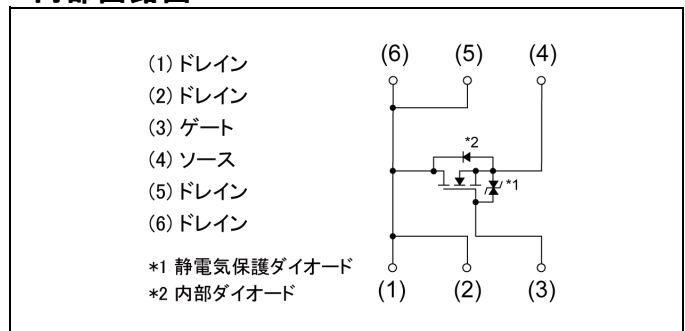 (1) ドレイン
(2) ドレイン
(3) ゲート
(4) ソース
(5) ドレイン
(6) ドレイン
*1 静電気保護ダイオード
*2 内部ダイオード
(6) (5) (4)
*2
*1
(1) (2) (3)